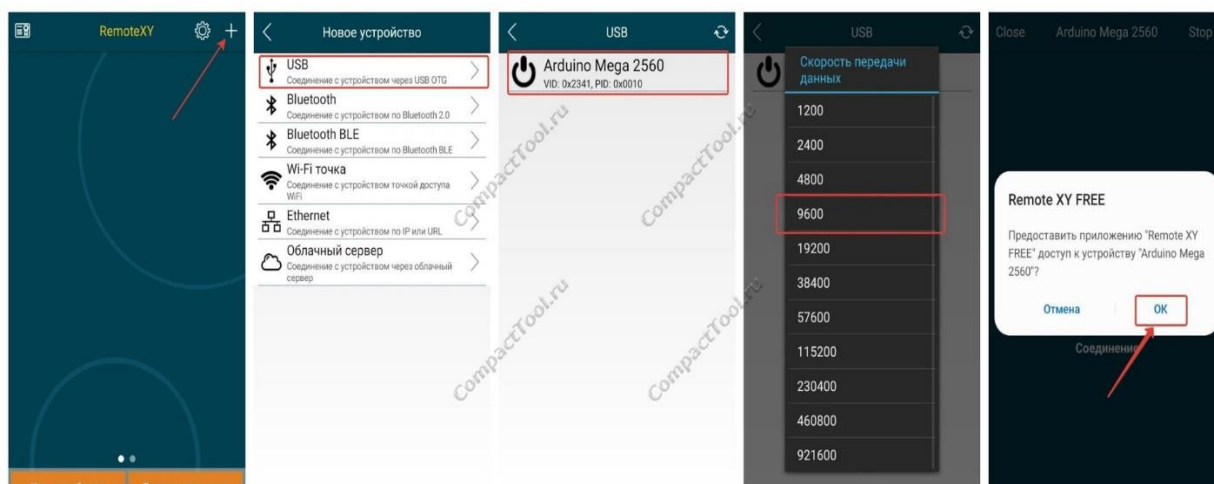 RemoteXY
Новое устройство
USB
Соединение с устройством через USB OTG
Bluetooth
Соединение с устройством по Bluetooth 2.0
Bluetooth BLE
Соединение с устройством по Bluetooth BLE
Wi-Fi точка
Соединение с устройством точкой доступа
WiFi
Ethernet
Соединение с устройством по IP или URL
Облачный сервер
Соединение с устройством через облачный
сервер
USB
Arduino Mega 2560
VID: 0x2341, PID: 0x0010
CompactTool.ru
CompactTool.ru
CompactTool.ru
CompactTool.ru
USB
Скорость передачи
данных
1200
2400
4800
9600
19200
38400
57600
115200
230400
460800
921600
Close Arduino Mega 2560 Stop
Remote XY FREE
Предоставить приложению "Remote XY
FREE" доступ к устройству "Arduino Mega
2560"?
Отмена OK
Соединение